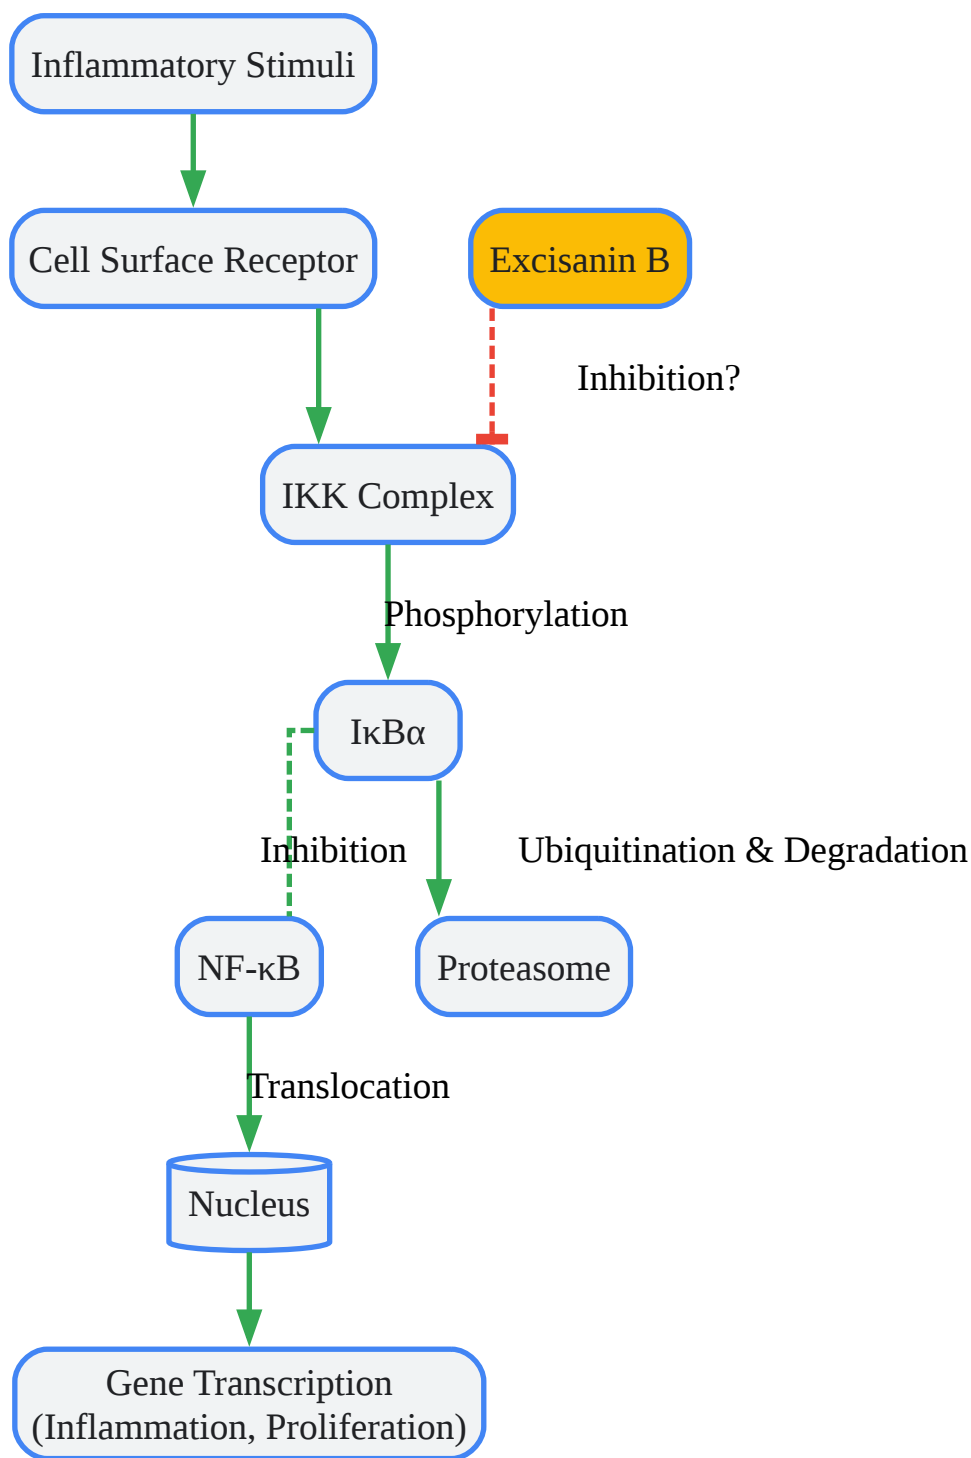 Inflammatory Stimuli
Cell Surface Receptor
Excisanin B
Inhibition?
IKK Complex
Phosphorylation
IκBα
Inhibition
Ubiquitination & Degradation
NF-κB
Proteasome
Translocation
Nucleus
Gene Transcription
(Inflammation, Proliferation)